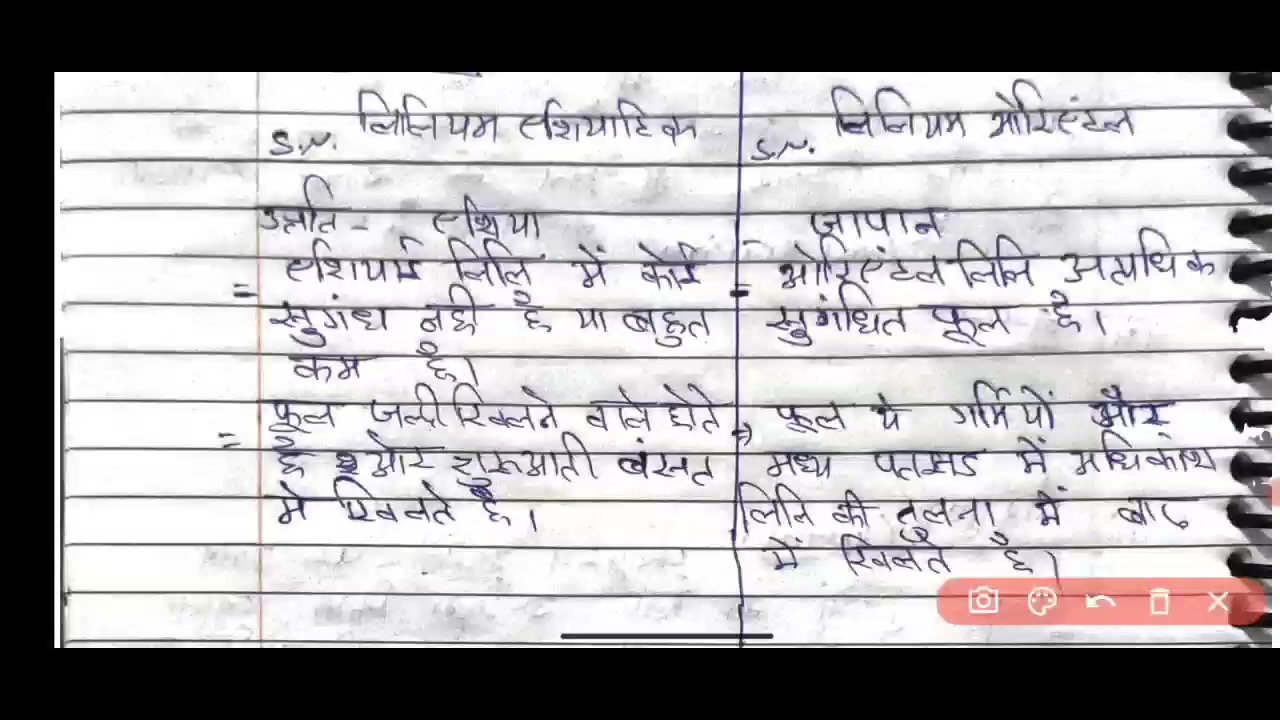 लिलियम एशियाटिक
S.N.
उत्पति - एशिया
= एशियाई लिलि में कोई
सुगंध नही है या बहुत
कम है।
= फूल जल्दी खिलने वाले होते
है और शुरूआती बंसत
मे खिलते है।
लिलियम ओरिएंटल
S.N.
- जापान
= ओरिएंटल लिलि अत्यधिक
सुगंधित फूल है।
=> फूल ये गर्मियों और
मध्य पतझड में अधिकांश
लिलि की तुलना में बाद
में खिलते है।